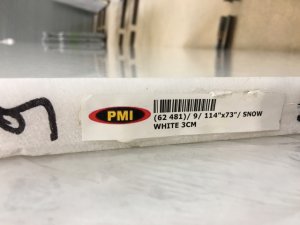 PMI
(62 481)/ 9/ 114"x73"/ SNOW
WHITE 3CM